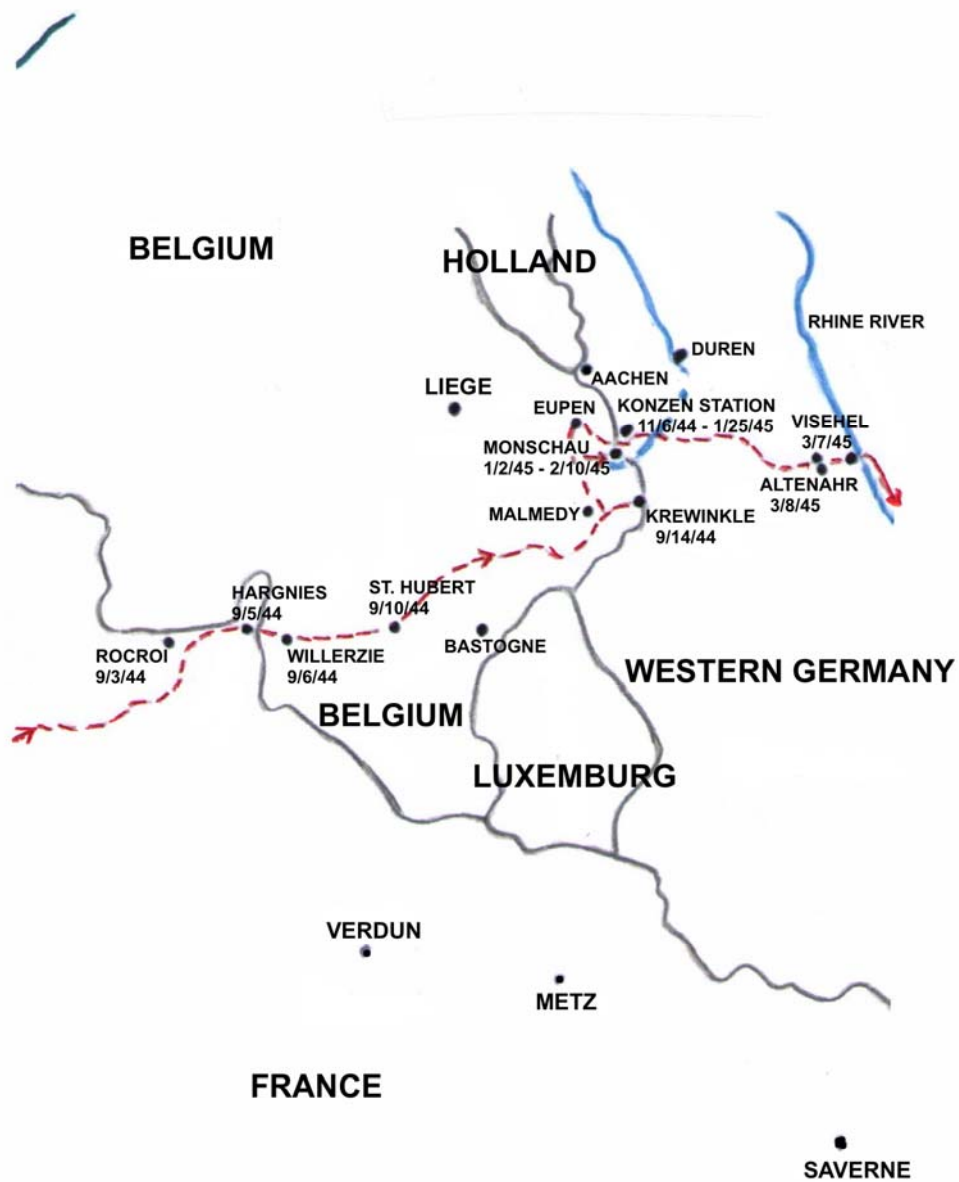 BELGIUM
HOLLAND
RHINE RIVER
DUREN
AACHEN
LIEGE
EUPEN
KONZEN STATION
11/6/44 - 1/25/45
VISEHEL
3/7/45
MONSCHAU
1/2/45 - 2/10/45
ALTENAHR
3/8/45
MALMEDY
KREWINKLE
9/14/44
HARGNIES
9/5/44
ST. HUBERT
9/10/44
ROCROI
9/3/44
WILLERZIE
9/6/44
BASTOGNE
WESTERN GERMANY
BELGIUM
LUXEMBURG
VERDUN
METZ
FRANCE
SAVERNE